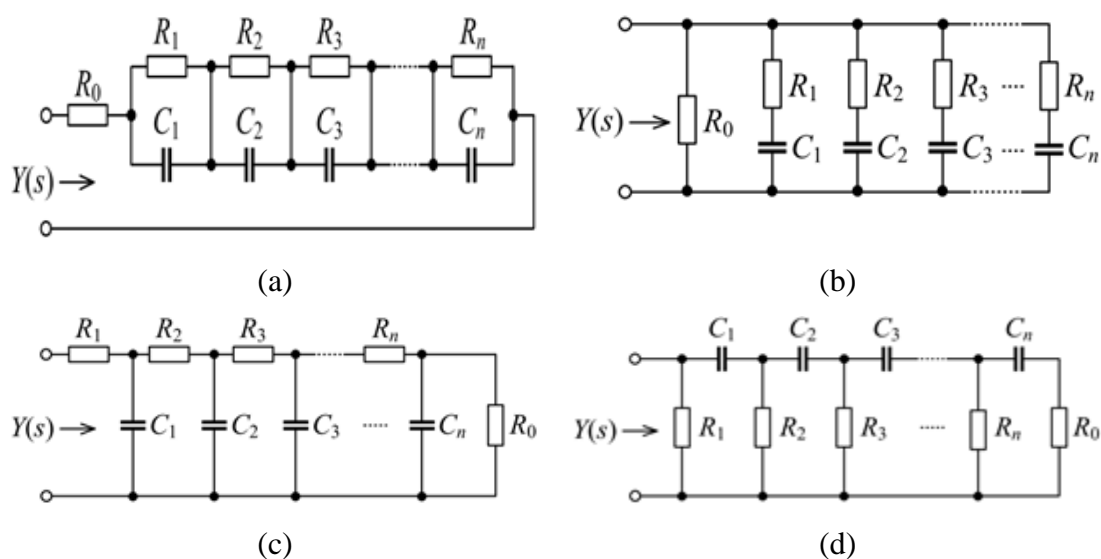 R₁ R₂ R₃ Rₙ
R₀
C₁ C₂ C₃ ...... Cₙ
Y(s)
(a)
Y(s) R₀ R₁ R₂ R₃ .... Rₙ
C₁ C₂ C₃ .... Cₙ
(b)
R₁ R₂ R₃ ...... Rₙ
Y(s) C₁ C₂ C₃ ..... Cₙ R₀
(c)
C₁ C₂ C₃ ...... Cₙ
Y(s) R₁ R₂ R₃ ..... Rₙ R₀
(d)